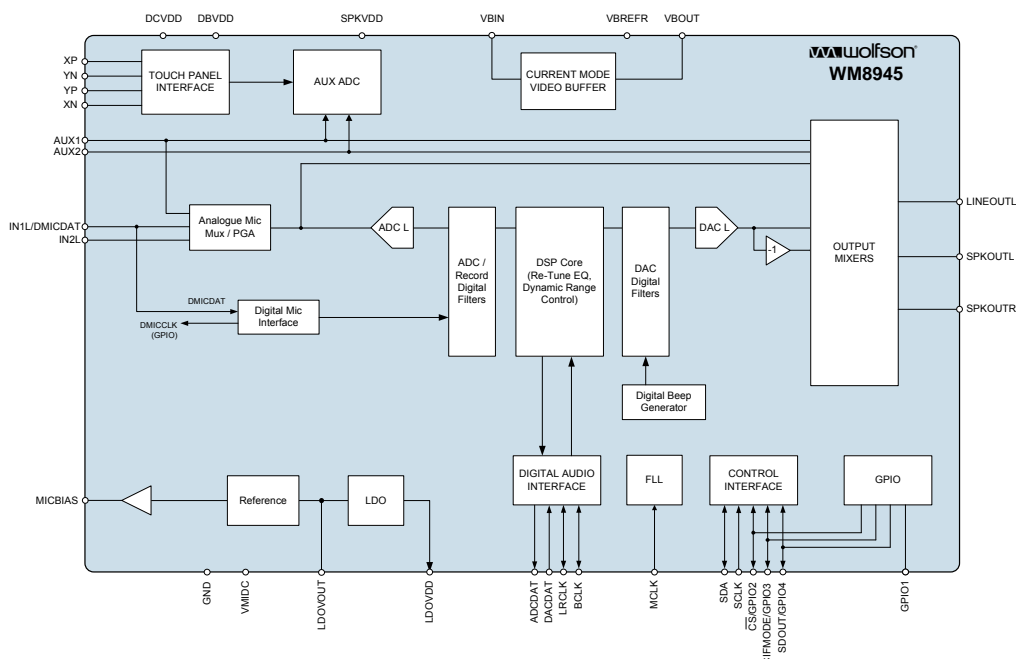 DCVDD DBVDD SPKVDD VBIN VBREFR VBOUT
wolfson
WM8945
XP
YN
YP
XN
TOUCH PANEL
INTERFACE
AUX ADC
CURRENT MODE
VIDEO BUFFER
AUX1
AUX2
IN1L/DMICDAT
IN2L
Analogue Mic
Mux / PGA
ADC L
ADC /
Record
Digital
Filters
DSP Core
(Re-Tune EQ,
Dynamic Range
Control)
DAC
Digital
Filters
DAC L
-1
OUTPUT
MIXERS
LINEOUTL
SPKOUTL
SPKOUTR
DMICDAT
DMICCLK
(GPIO)
Digital Mic
Interface
Digital Beep
Generator
MICBIAS
Reference
LDO
DIGITAL AUDIO
INTERFACE
FLL
CONTROL
INTERFACE
GPIO
GND
VMIDC
LDOVOUT
LDOVDD
ADCDAT
DACDAT
LRCLK
BCLK
MCLK
SDA
SCLK
CS/GPIO2
CIFMODE/GPIO3
SDOUT/GPIO4
GPIO1